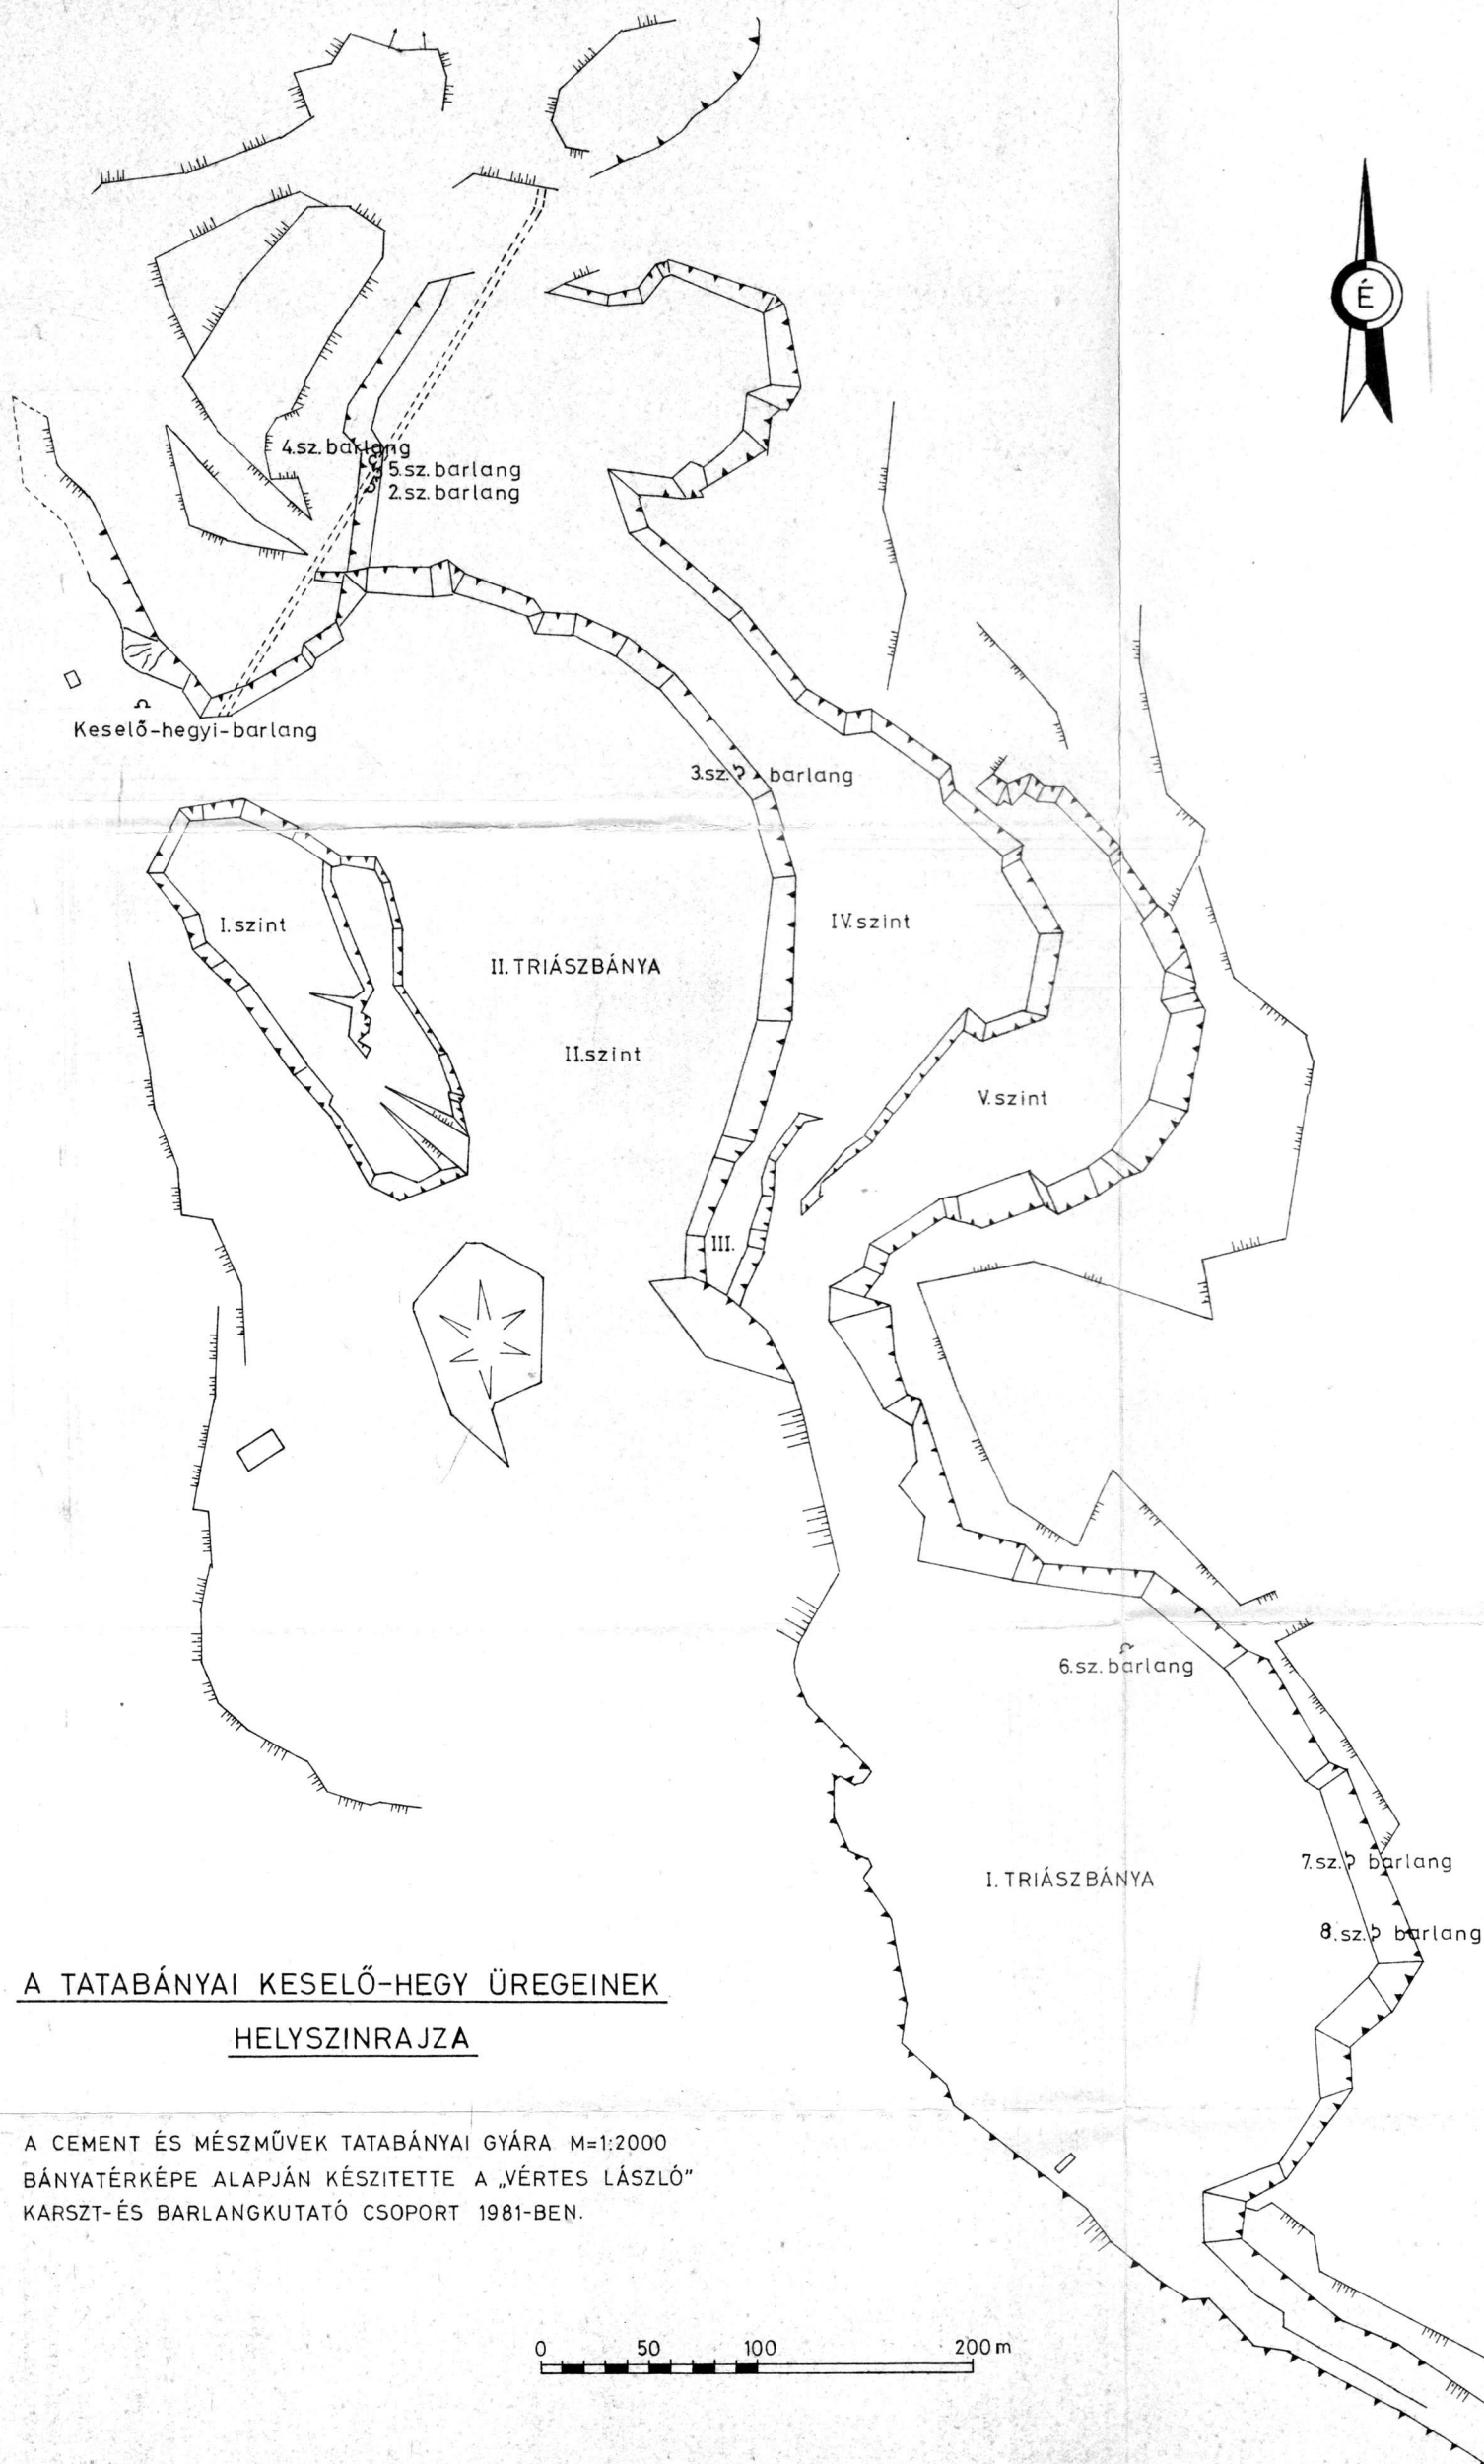 É
4.sz. barlang
5.sz. barlang
2.sz. barlang
Keselő-hegyi-barlang
3.sz. barlang
I.szint
IV.szint
II. TRIÁSZBÁNYA
II.szint
V.szint
III.
6.sz. barlang
7.sz. barlang
I. TRIÁSZBÁNYA
8.sz. barlang
A TATABÁNYAI KESELŐ-HEGY ÜREGEINEK
HELYSZINRAJZA
A CEMENT ÉS MÉSZMŰVEK TATABÁNYAI GYÁRA M=1:2000
BÁNYATÉRKÉPE ALAPJÁN KÉSZITETTE A „VÉRTES LÁSZLÓ”
KARSZT-ÉS BARLANGKUTATÓ CSOPORT 1981-BEN.
0 50 100 200 m